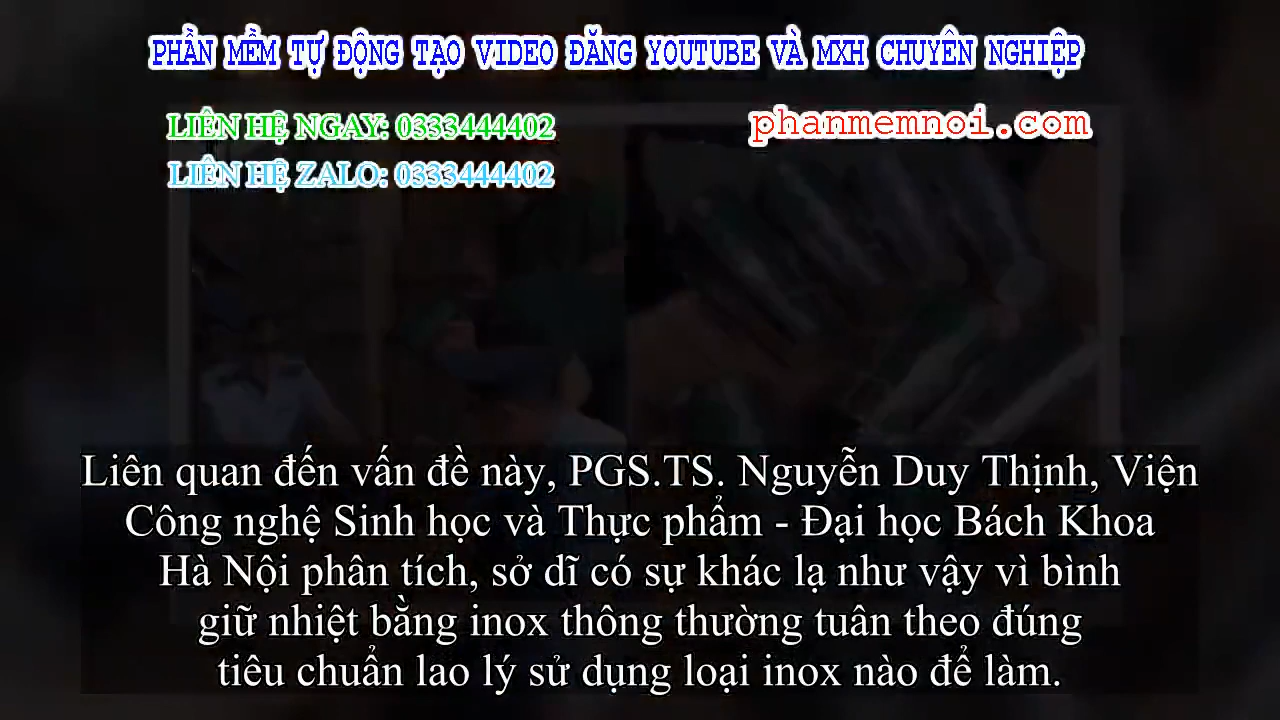 PHẦN MỀM TỰ ĐỘNG TẠO VIDEO ĐĂNG YOUTUBE VÀ MXH CHUYÊN NGHIỆP
LIÊN HỆ NGAY: 0333444402
phanmemnoi.com
LIÊN HỆ ZALO: 0333444402
Liên quan đến vấn đề này, PGS.TS. Nguyễn Duy Thịnh, Viện
Công nghệ Sinh học và Thực phẩm - Đại học Bách Khoa
Hà Nội phân tích, sở dĩ có sự khác lạ như vậy vì bình
giữ nhiệt bằng inox thông thường tuân theo đúng
tiêu chuẩn lao lý sử dụng loại inox nào để làm.